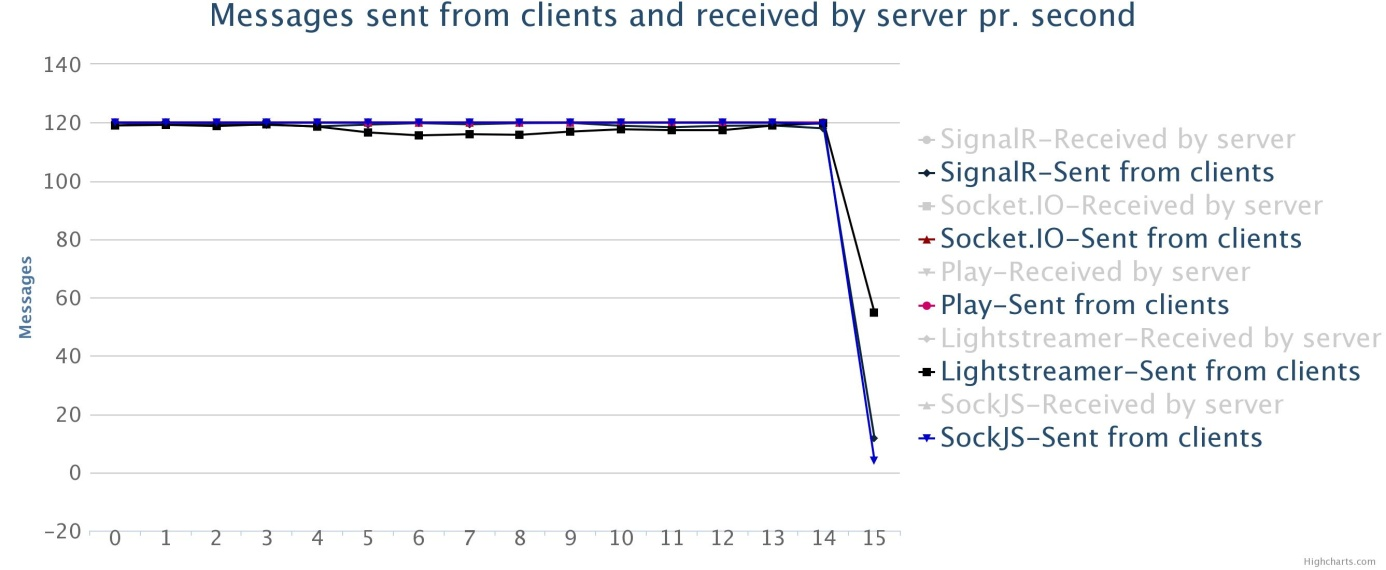 Messages sent from clients and received by server pr. second
140
120
100
80
60
40
20
0
-20
Messages
0 1 2 3 4 5 6 7 8 9 10 11 12 13 14 15
SignalR-Received by server
SignalR-Sent from clients
Socket.IO-Received by server
Socket.IO-Sent from clients
Play-Received by server
Play-Sent from clients
Lightstreamer-Received by server
Lightstreamer-Sent from clients
SockJS-Received by server
SockJS-Sent from clients
Highcharts.com